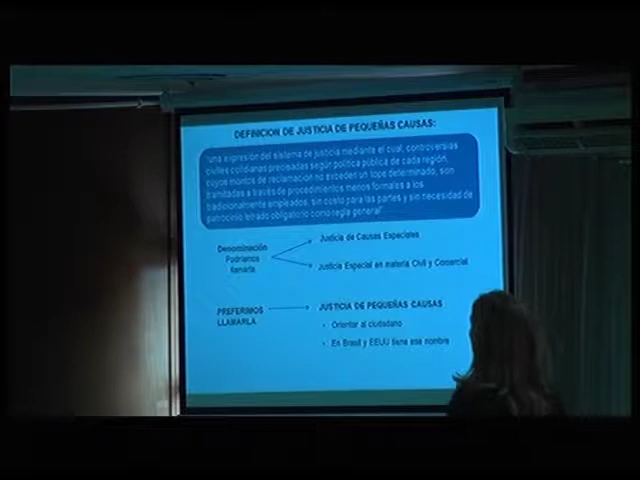 DEFINICION DE JUSTICIA DE PEQUEÑAS CAUSAS:
"una expresion del sistema de justicia mediante el cual, controversias
civiles cotidianas precisadas según política pública de cada región,
cuyos montos de reclamación no exceden un tope determinado, son
tramitadas a través de procedimientos menos formales a los
tradicionalmente empleados, sin costo para las partes y sin necesidad de
patrocinio letrado obligatorio como regla general"
Denominación
Podríamos
llamarla
Justicia de Causas Especiales
Justicia Especial en materia Civil y Comercial
PREFERIMOS
LLAMARLA
JUSTICIA DE PEQUEÑAS CAUSAS
• Orientar al ciudadano
• En Brasil y EEUU tiene ese nombre